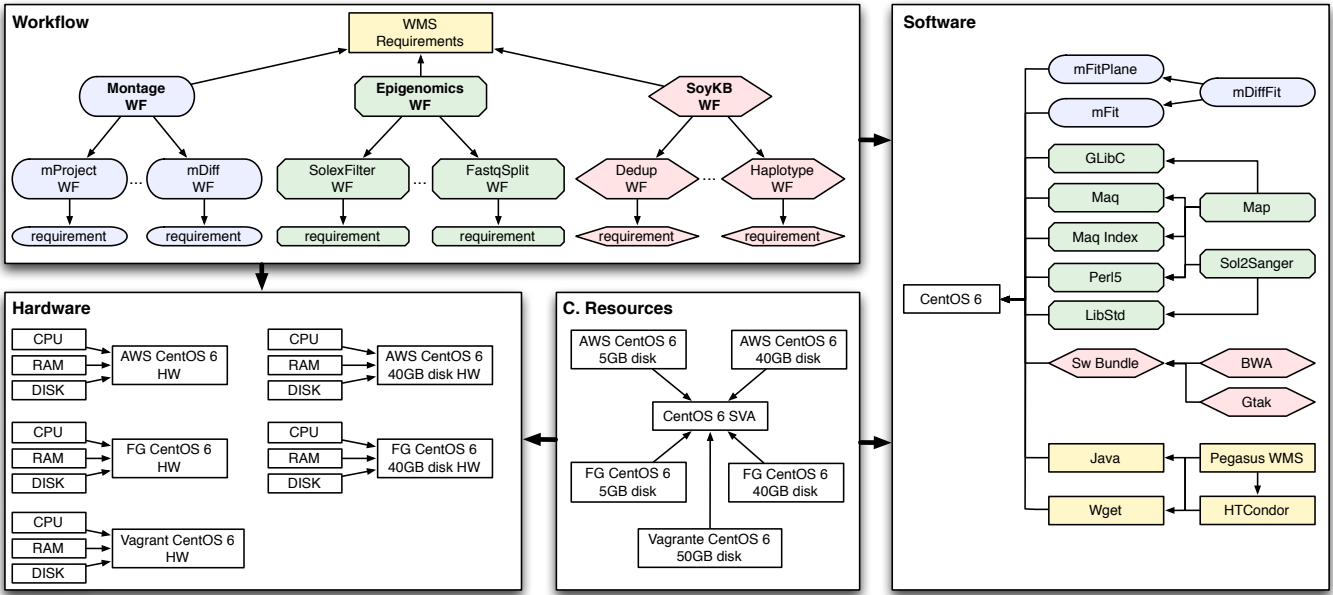 Workflow
WMS
Requirements
Montage
WF
Epigenomics
WF
SoyKB
WF
mProject
WF
...
mDiff
WF
SolexFilter
WF
...
FastqSplit
WF
Dedup
WF
...
Haplotype
WF
requirement
requirement
requirement
requirement
requirement
requirement
Hardware
CPU
RAM
DISK
AWS CentOS 6
HW
CPU
RAM
DISK
AWS CentOS 6
40GB disk HW
CPU
RAM
DISK
FG CentOS 6
HW
CPU
RAM
DISK
FG CentOS 6
40GB disk HW
CPU
RAM
DISK
Vagrant CentOS 6
HW
C. Resources
AWS CentOS 6
5GB disk
AWS CentOS 6
40GB disk
CentOS 6 SVA
FG CentOS 6
5GB disk
FG CentOS 6
40GB disk
Vagrante CentOS 6
50GB disk
Software
mFitPlane
mDiffFit
mFit
GLibC
Maq
Map
Maq Index
Sol2Sanger
Perl5
CentOS 6
LibStd
Sw Bundle
BWA
Gtak
Java
Pegasus WMS
Wget
HTCondor